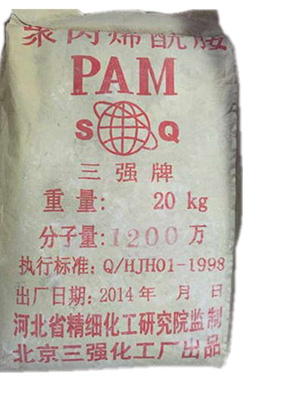 聚丙烯酰胺
PAM
S Q
三强牌
重量: 20 kg
分子量: 1200 万
执行标准: Q/HJH01-1998
出厂日期: 2014 年 月 日
河北省精细化工研究院监制
北京三强化工厂出品